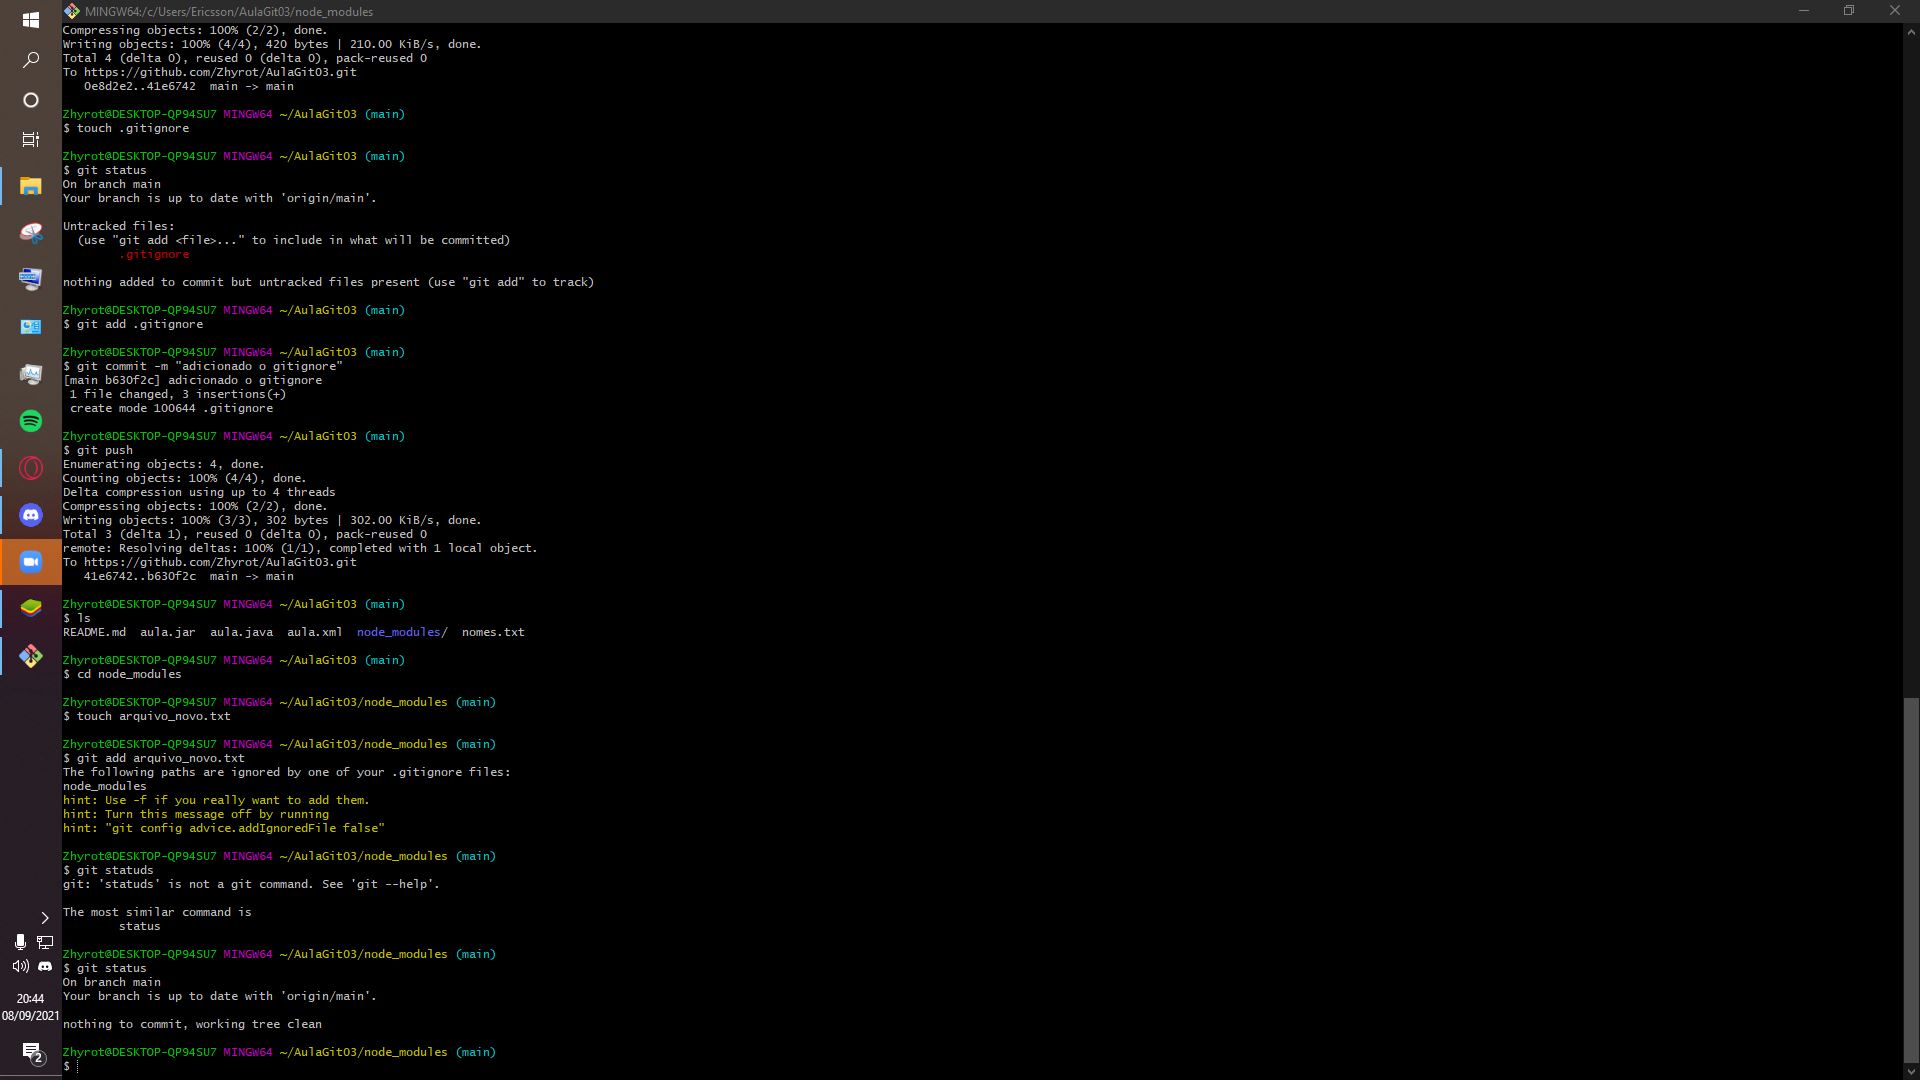 MINGW64:/c/Users/Ericsson/AulaGit03/node_modules
Compressing objects: 100% (2/2), done.
Writing objects: 100% (4/4), 420 bytes | 210.00 KiB/s, done.
Total 4 (delta 0), reused 0 (delta 0), pack-reused 0
To https://github.com/Zhyrot/AulaGit03.git
   0e8d2e2..41e6742  main -> main
Zhyrot@DESKTOP-QP94SU7 MINGW64 ~/AulaGit03 (main)
$ touch .gitignore
Zhyrot@DESKTOP-QP94SU7 MINGW64 ~/AulaGit03 (main)
$ git status
On branch main
Your branch is up to date with 'origin/main'.
Untracked files:
  (use "git add <file>..." to include in what will be committed)
        .gitignore
nothing added to commit but untracked files present (use "git add" to track)
Zhyrot@DESKTOP-QP94SU7 MINGW64 ~/AulaGit03 (main)
$ git add .gitignore
Zhyrot@DESKTOP-QP94SU7 MINGW64 ~/AulaGit03 (main)
$ git commit -m "adicionado o gitignore"
[main b630f2c] adicionado o gitignore
 1 file changed, 3 insertions(+)
 create mode 100644 .gitignore
Zhyrot@DESKTOP-QP94SU7 MINGW64 ~/AulaGit03 (main)
$ git push
Enumerating objects: 4, done.
Counting objects: 100% (4/4), done.
Delta compression using up to 4 threads
Compressing objects: 100% (2/2), done.
Writing objects: 100% (3/3), 302 bytes | 302.00 KiB/s, done.
Total 3 (delta 1), reused 0 (delta 0), pack-reused 0
remote: Resolving deltas: 100% (1/1), completed with 1 local object.
To https://github.com/Zhyrot/AulaGit03.git
   41e6742..b630f2c  main -> main
Zhyrot@DESKTOP-QP94SU7 MINGW64 ~/AulaGit03 (main)
$ ls
README.md  aula.jar  aula.java  aula.xml  node_modules/  nomes.txt
Zhyrot@DESKTOP-QP94SU7 MINGW64 ~/AulaGit03 (main)
$ cd node_modules
Zhyrot@DESKTOP-QP94SU7 MINGW64 ~/AulaGit03/node_modules (main)
$ touch arquivo_novo.txt
Zhyrot@DESKTOP-QP94SU7 MINGW64 ~/AulaGit03/node_modules (main)
$ git add arquivo_novo.txt
The following paths are ignored by one of your .gitignore files:
node_modules
hint: Use -f if you really want to add them.
hint: Turn this message off by running
hint: "git config advice.addIgnoredFile false"
Zhyrot@DESKTOP-QP94SU7 MINGW64 ~/AulaGit03/node_modules (main)
$ git statuds
git: 'statuds' is not a git command. See 'git --help'.
The most similar command is
        status
Zhyrot@DESKTOP-QP94SU7 MINGW64 ~/AulaGit03/node_modules (main)
$ git status
On branch main
Your branch is up to date with 'origin/main'.
nothing to commit, working tree clean
Zhyrot@DESKTOP-QP94SU7 MINGW64 ~/AulaGit03/node_modules (main)
$
20:44
08/09/2021
2